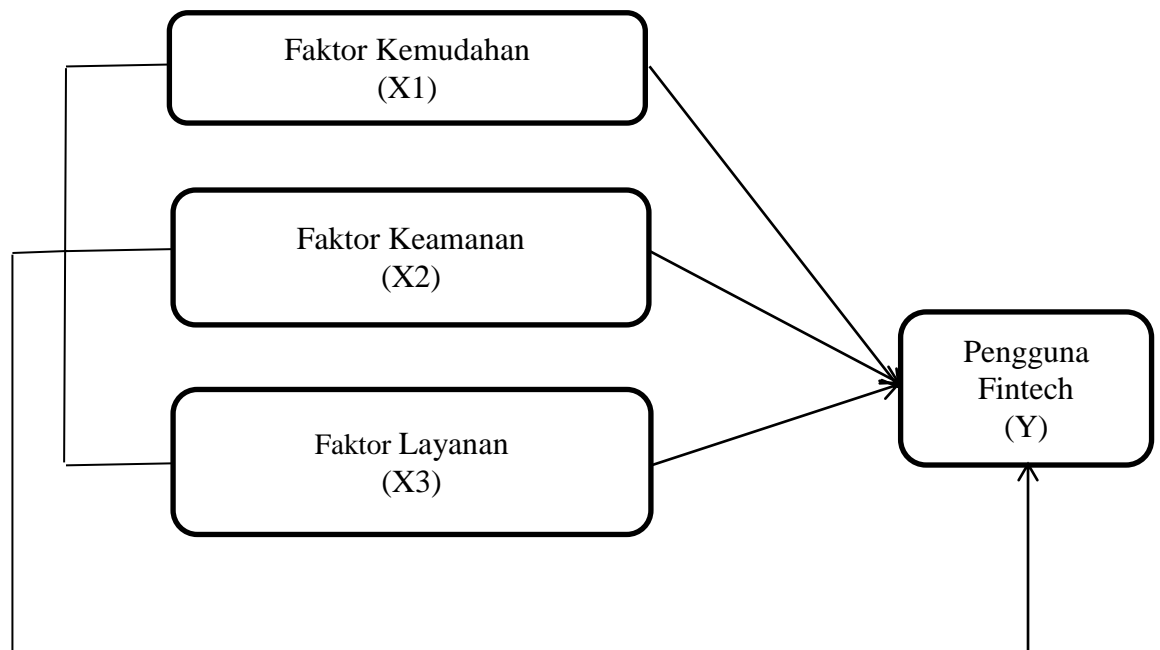 Faktor Kemudahan
(X1)
Faktor Keamanan
(X2)
Faktor Layanan
(X3)
Pengguna
Fintech
(Y)